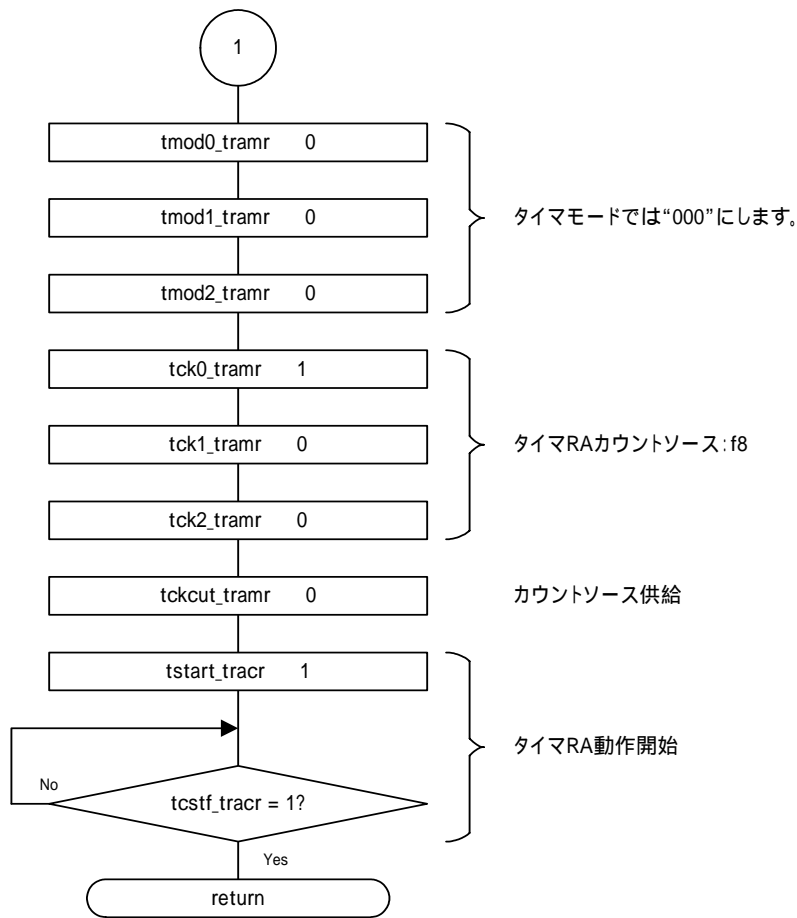 1
tmod0_tramr 0
tmod1_tramr 0
タイマモードでは“000”にします。
tmod2_tramr 0
tck0_tramr 1
tck1_tramr 0
タイマRAカウントソース:f8
tck2_tramr 0
tckcut_tramr 0
カウントソース供給
tstart_tracr 1
タイマRA動作開始
No
tcstf_tracr = 1?
Yes
return